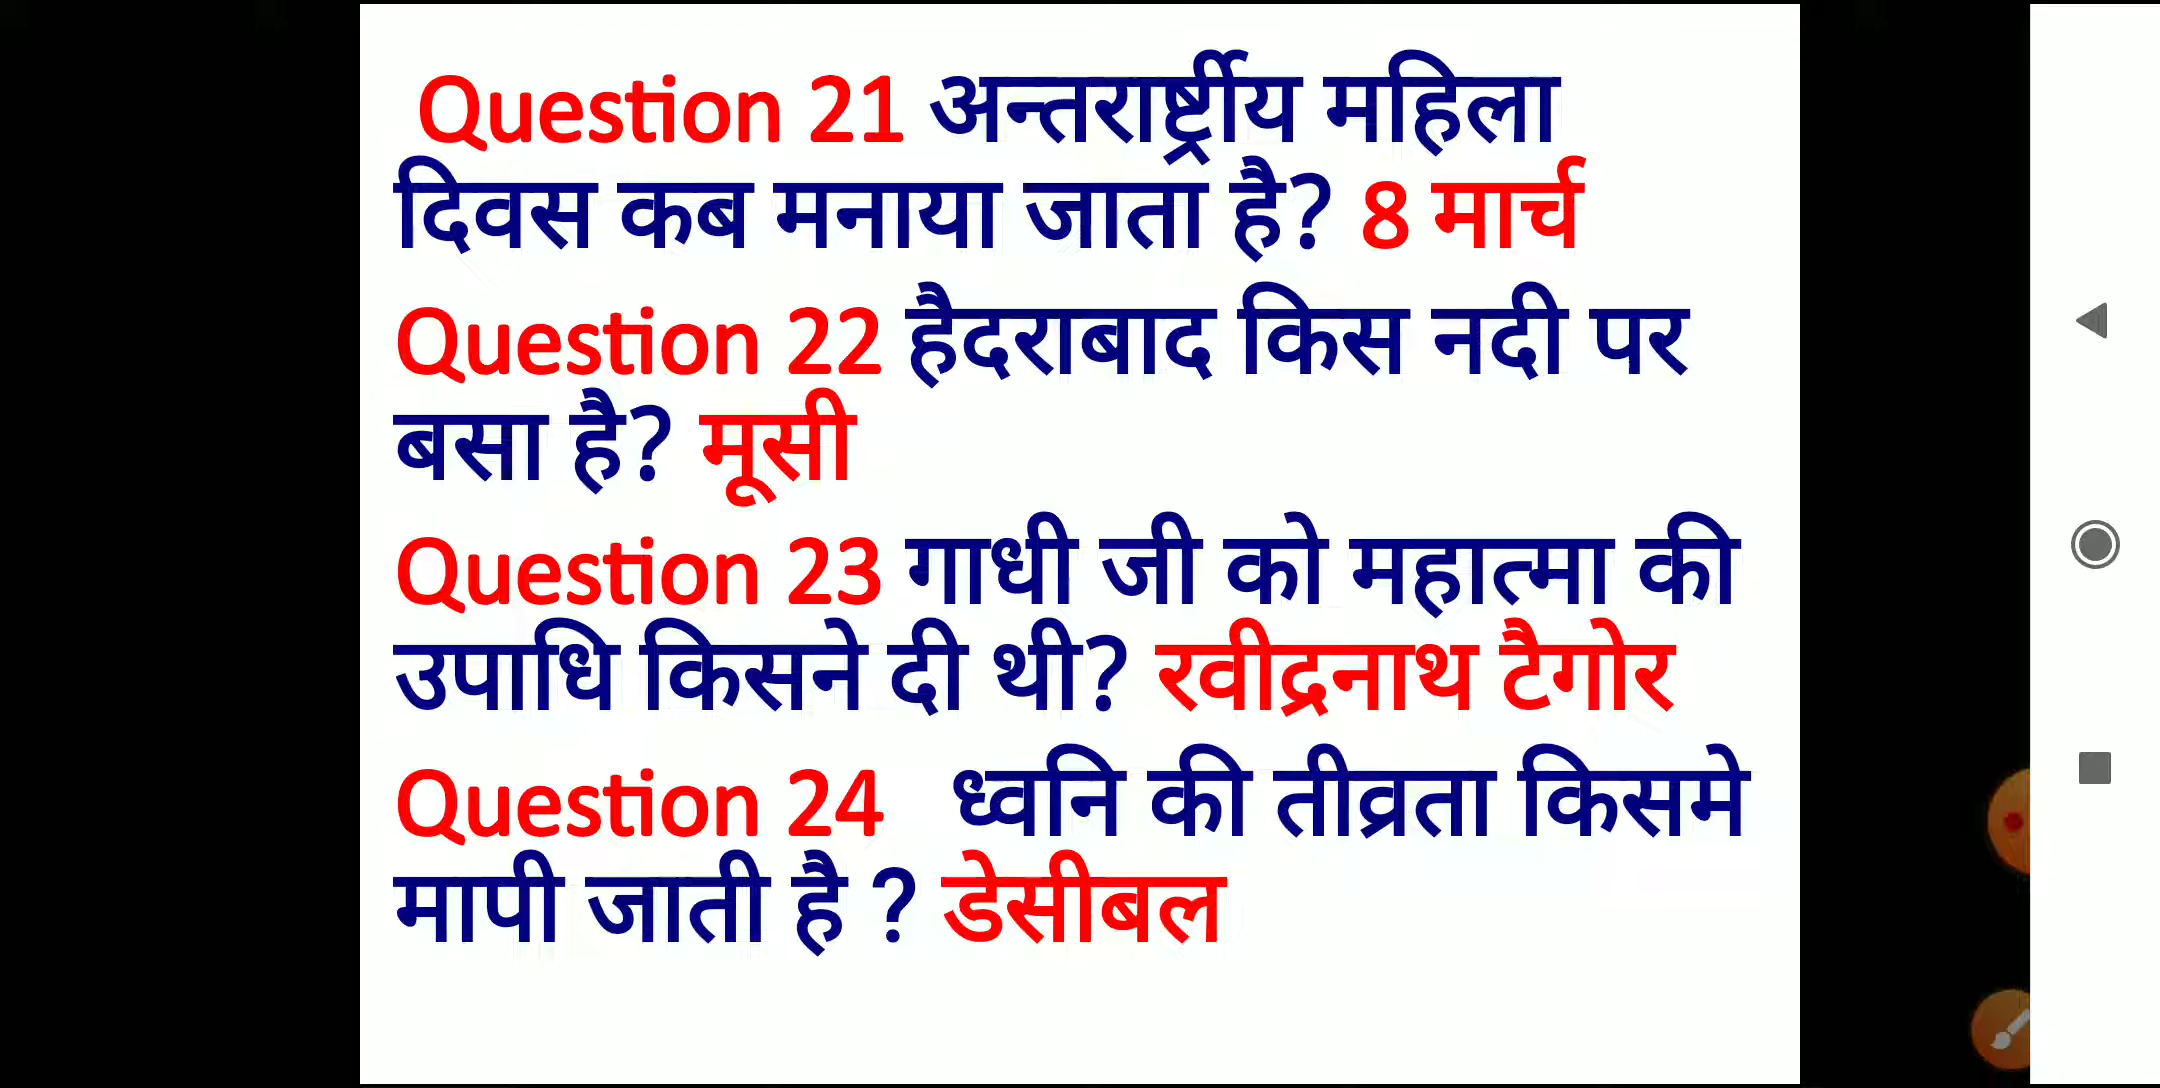 Question 21 अन्तरार्ष्ट्रीय महिला
दिवस कब मनाया जाता है? 8 मार्च
Question 22 हैदराबाद किस नदी पर
बसा है? मूसी
Question 23 गाधी जी को महात्मा की
उपाधि किसने दी थी? रवीद्रनाथ टैगोर
Question 24 ध्वनि की तीव्रता किसमे
मापी जाती है ? डेसीबल